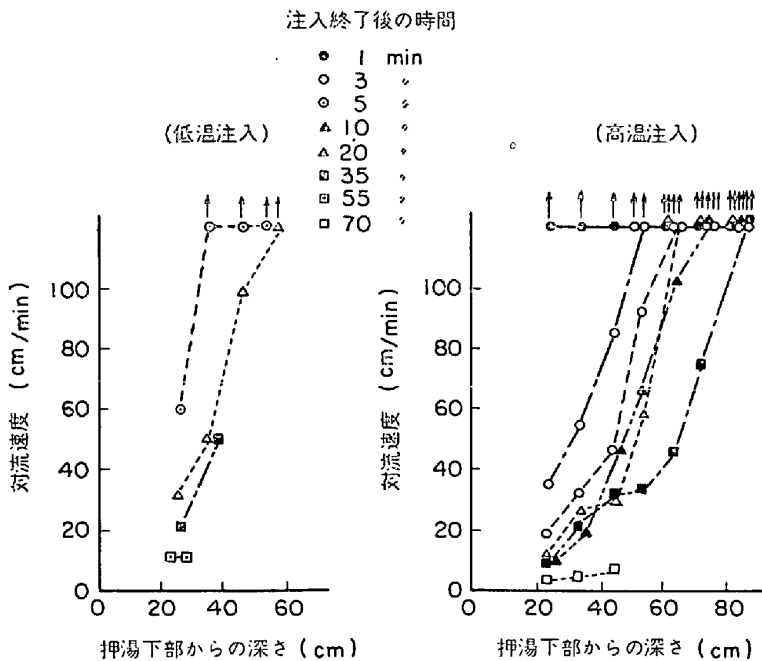 注入終了後の時間
1 min
3 〃
5 〃
10 〃
20 〃
35 〃
55 〃
70 〃
(低温注入)
(高温注入)
対流速度 (cm/min)
100
80
60
40
20
0
0 20 40 60
押湯下部からの深さ (cm)
対流速度 (cm/min)
100
80
60
40
20
0
0 20 40 60 80
押湯下部からの深さ (cm)